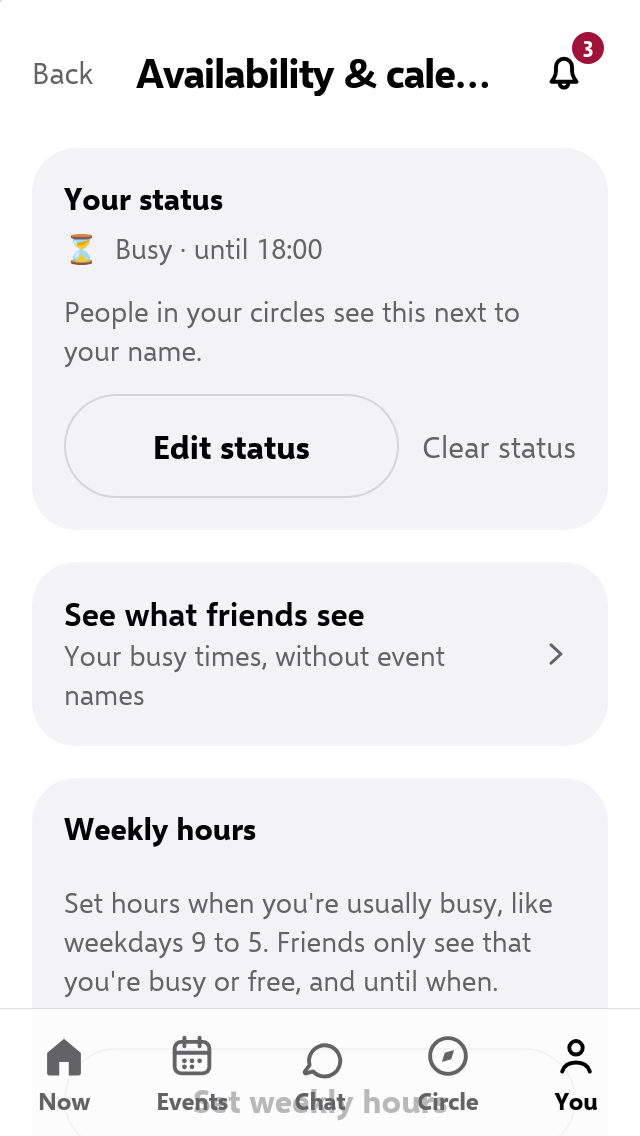 Back
Availability & cale...
3
Your status
⏳ Busy · until 18:00
People in your circles see this next to
your name.
Edit status
Clear status
See what friends see
Your busy times, without event
names
Weekly hours
Set hours when you're usually busy, like
weekdays 9 to 5. Friends only see that
you're busy or free, and until when.
Set weekly hours
Now
Events
Chat
Circle
You